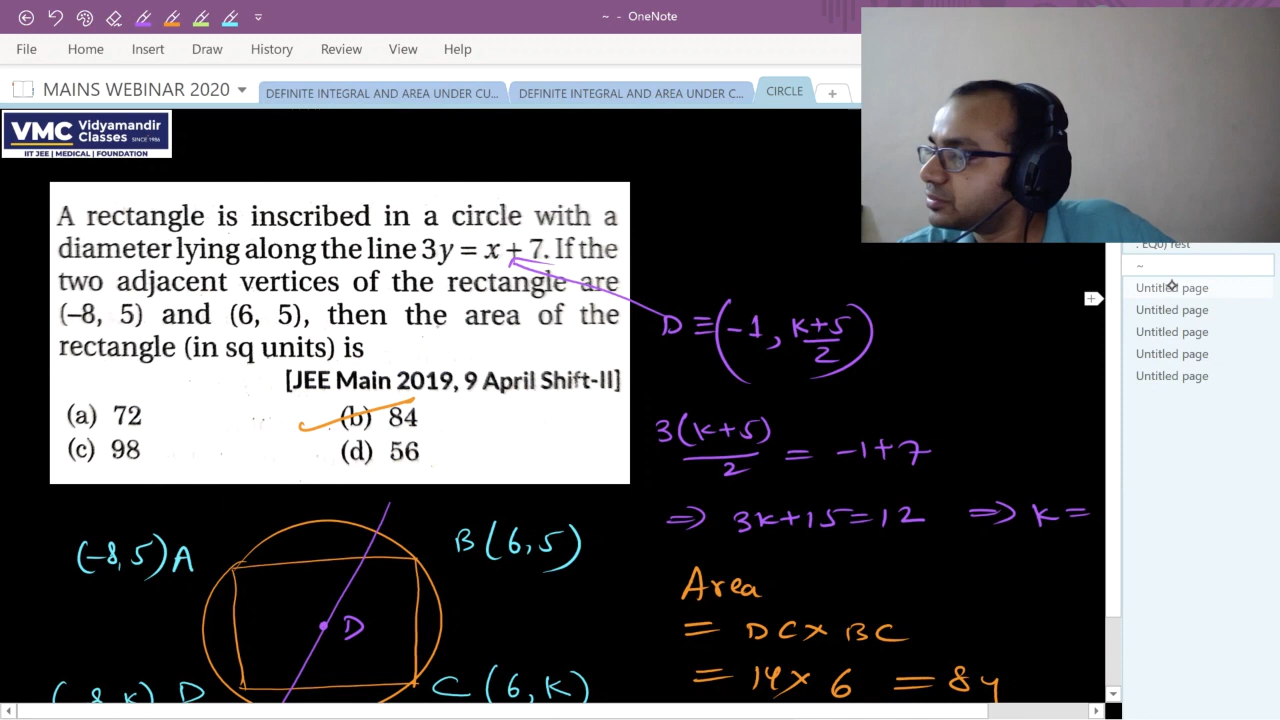 ~ - OneNote
File Home Insert Draw History Review View Help
MAINS WEBINAR 2020
DEFINITE INTEGRAL AND AREA UNDER CU... DEFINITE INTEGRAL AND AREA UNDER C... CIRCLE
VMC Vidyamandir Classes SINCE 1986
IIT JEE | MEDICAL | FOUNDATION
A rectangle is inscribed in a circle with a
diameter lying along the line 3y = x + 7. If the
two adjacent vertices of the rectangle are
(–8, 5) and (6, 5), then the area of the
rectangle (in sq units) is
[JEE Main 2019, 9 April Shift-II]
(a) 72 (b) 84
(c) 98 (d) 56
D ≡ (-1, k+5/2)
3(k+5)/2 = -1+7
⇒ 3k+15=12 ⇒ k=
Area
= DC × BC
= 14 × 6 = 84
(-8,5) A
B (6,5)
D
(-8,k) D
C (6,k)
. EQU) rest
~
Untitled page
Untitled page
Untitled page
Untitled page
Untitled page